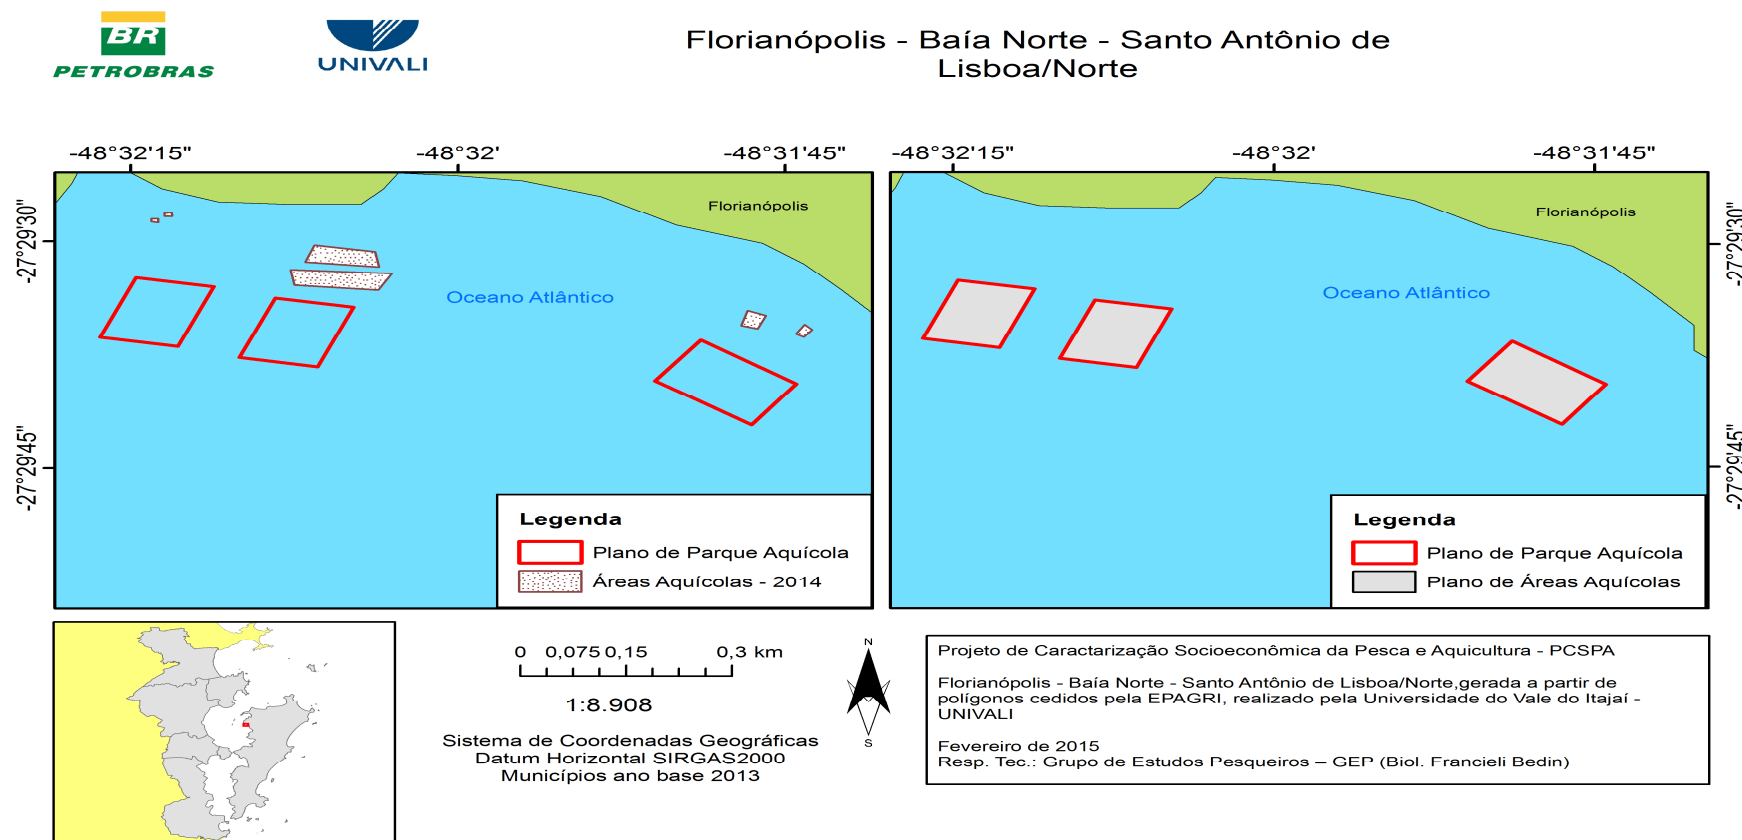 BR
PETROBRAS
UNIVALI
Florianópolis - Baía Norte - Santo Antônio de
Lisboa/Norte
-48°32'15"
-48°32'
-48°31'45"
-48°32'15"
-48°32'
-48°31'45"
-27°29'30"
-27°29'45"
Florianópolis
Oceano Atlântico
Legenda
Plano de Parque Aquícola
Áreas Aquícolas - 2014
Florianópolis
Oceano Atlântico
-27°29'30"
-27°29'45"
Legenda
Plano de Parque Aquícola
Plano de Áreas Aquícolas
0 0,075 0,15 0,3 km
1:8.908
Sistema de Coordenadas Geográficas
Datum Horizontal SIRGAS2000
Municípios ano base 2013
N
S
Projeto de Caractarização Socioeconômica da Pesca e Aquicultura - PCSPA
Florianópolis - Baía Norte - Santo Antônio de Lisboa/Norte,gerada a partir de
polígonos cedidos pela EPAGRI, realizado pela Universidade do Vale do Itajaí -
UNIVALI
Fevereiro de 2015
Resp. Tec.: Grupo de Estudos Pesqueiros – GEP (Biol. Francieli Bedin)